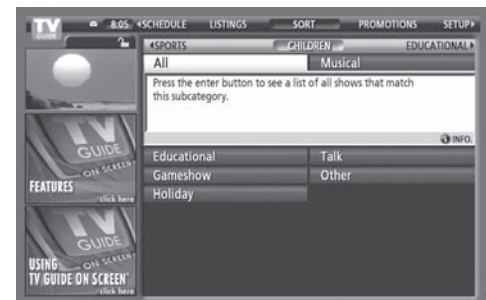 TV GUIDE 8:05 SCHEDULE LISTINGS SORT PROMOTIONS SETUP
SPORTS CHILDREN EDUCATIONAL
All Musical
Press the enter button to see a list of all shows that match
this subcategory.
INFO.
Educational Talk
Gameshow Other
Holiday
TV
GUIDE
ON SCREEN
FEATURES
click here
TV
GUIDE
ON SCREEN
USING
TV GUIDE ON SCREEN
click here